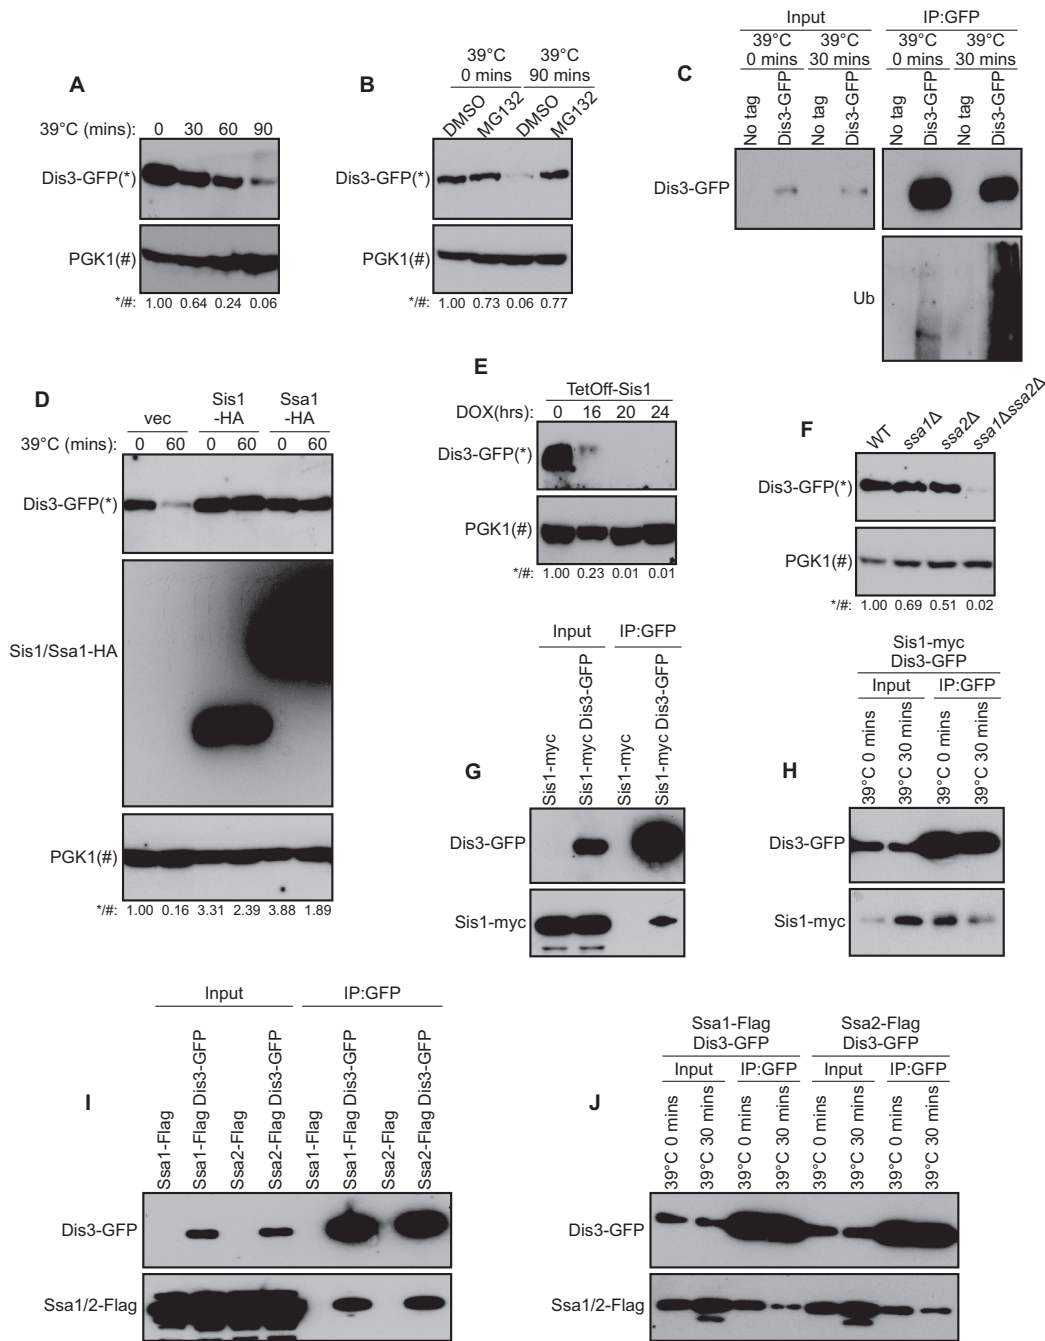 A
39°C (mins): 0 30 60 90
Dis3-GFP(*)
PGK1(#)
*/#: 1.00 0.64 0.24 0.06
B
39°C 39°C
0 mins 90 mins
DMSO MG132 DMSO MG132
Dis3-GFP(*)
PGK1(#)
*/#: 1.00 0.73 0.06 0.77
C
Input IP:GFP
39°C 39°C 39°C 39°C
0 mins 30 mins 0 mins 30 mins
No tag Dis3-GFP No tag Dis3-GFP No tag Dis3-GFP No tag Dis3-GFP
Dis3-GFP
Ub
D
Sis1 Ssa1
vec -HA -HA
39°C (mins): 0 60 0 60 0 60
Dis3-GFP(*)
Sis1/Ssa1-HA
PGK1(#)
*/#: 1.00 0.16 3.31 2.39 3.88 1.89
E
TetOff-Sis1
DOX(hrs): 0 16 20 24
Dis3-GFP(*)
PGK1(#)
*/#: 1.00 0.23 0.01 0.01
F
WT ssa1Δ ssa2Δ ssa1Δssa2Δ
Dis3-GFP(*)
PGK1(#)
*/#: 1.00 0.69 0.51 0.02
G
Input IP:GFP
Sis1-myc Sis1-myc Dis3-GFP Sis1-myc Sis1-myc Dis3-GFP
Dis3-GFP
Sis1-myc
H
Sis1-myc
Dis3-GFP
Input IP:GFP
39°C 0 mins 39°C 30 mins 39°C 0 mins 39°C 30 mins
Dis3-GFP
Sis1-myc
I
Input IP:GFP
Ssa1-Flag Ssa1-Flag Dis3-GFP Ssa2-Flag Ssa2-Flag Dis3-GFP Ssa1-Flag Ssa1-Flag Dis3-GFP Ssa2-Flag Ssa2-Flag Dis3-GFP
Dis3-GFP
Ssa1/2-Flag
J
Ssa1-Flag Ssa2-Flag
Dis3-GFP Dis3-GFP
Input IP:GFP Input IP:GFP
39°C 0 mins 39°C 30 mins 39°C 0 mins 39°C 30 mins 39°C 0 mins 39°C 30 mins 39°C 0 mins 39°C 30 mins
Dis3-GFP
Ssa1/2-Flag